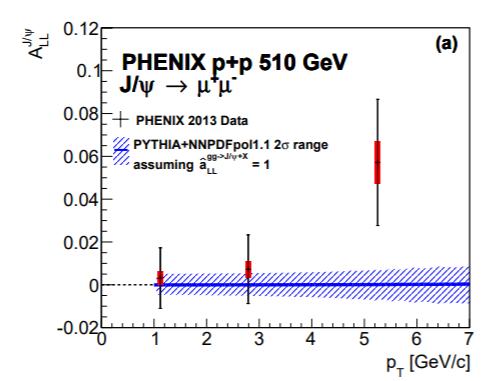 (a)
PHENIX p+p 510 GeV
J/ψ → μ⁺μ⁻
PHENIX 2013 Data
PYTHIA+NNPDFpol1.1 2σ range
assuming â_LL^gg->J/ψ+X = 1
A_LL^J/ψ
0.12
0.1
0.08
0.06
0.04
0.02
0
-0.02
0 1 2 3 4 5 6 7
p_T [GeV/c]